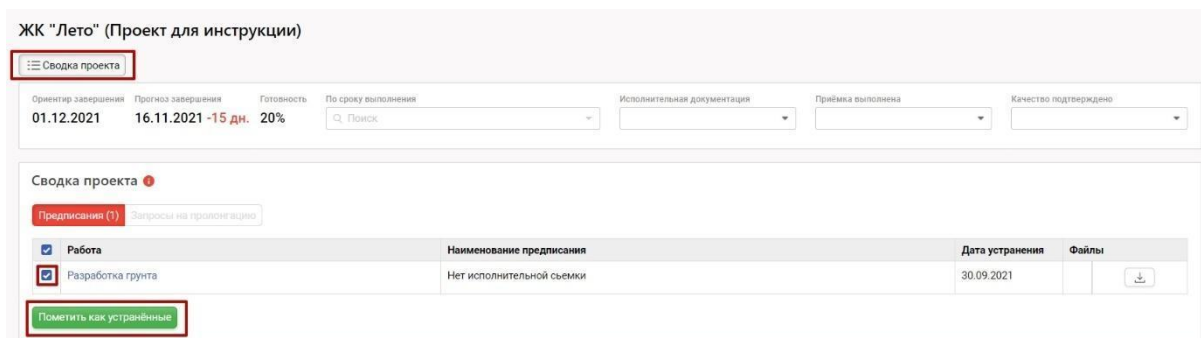 ЖК "Лето" (Проект для инструкции)
Сводка проекта
Ориентир завершения Прогноз завершения Готовность По сроку выполнения Исполнительная документация Приёмка выполнена Качество подтверждено
01.12.2021 16.11.2021 -15 дн. 20% Поиск
Сводка проекта
Предписания (1) Запросы на пролонгацию
Работа Наименование предписания Дата устранения Файлы
Разработка грунта Нет исполнительной сьемки 30.09.2021
Пометить как устранённые